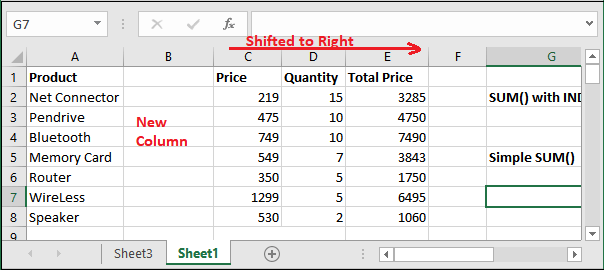 G7
Shifted to Right
A B C D E F G
1 Product Price Quantity Total Price
2 Net Connector 219 15 3285 SUM() with IND
3 Pendrive 475 10 4750
New
4 Bluetooth 749 10 7490
Column
5 Memory Card 549 7 3843 Simple SUM()
6 Router 350 5 1750
7 WireLess 1299 5 6495
8 Speaker 530 2 1060
9
Sheet3 Sheet1